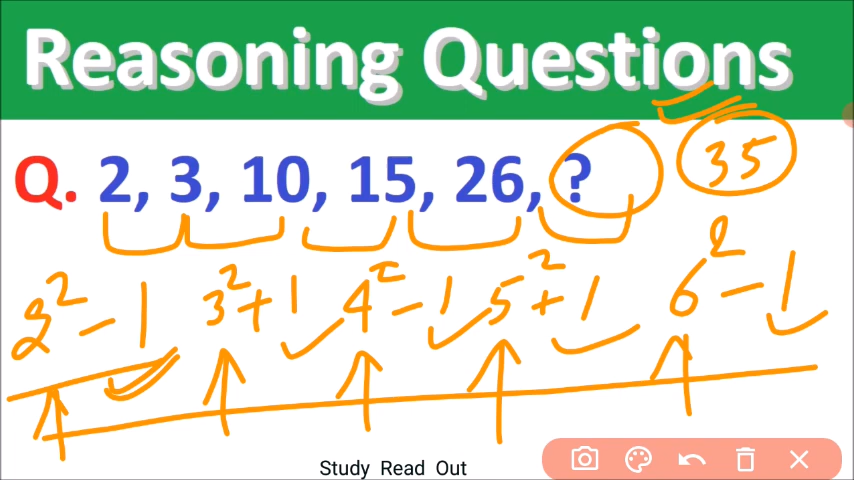 Reasoning Questions
Q. 2, 3, 10, 15, 26, ?
35
2² - 1 3² + 1 4² - 1 5² + 1 6² - 1
Study Read Out